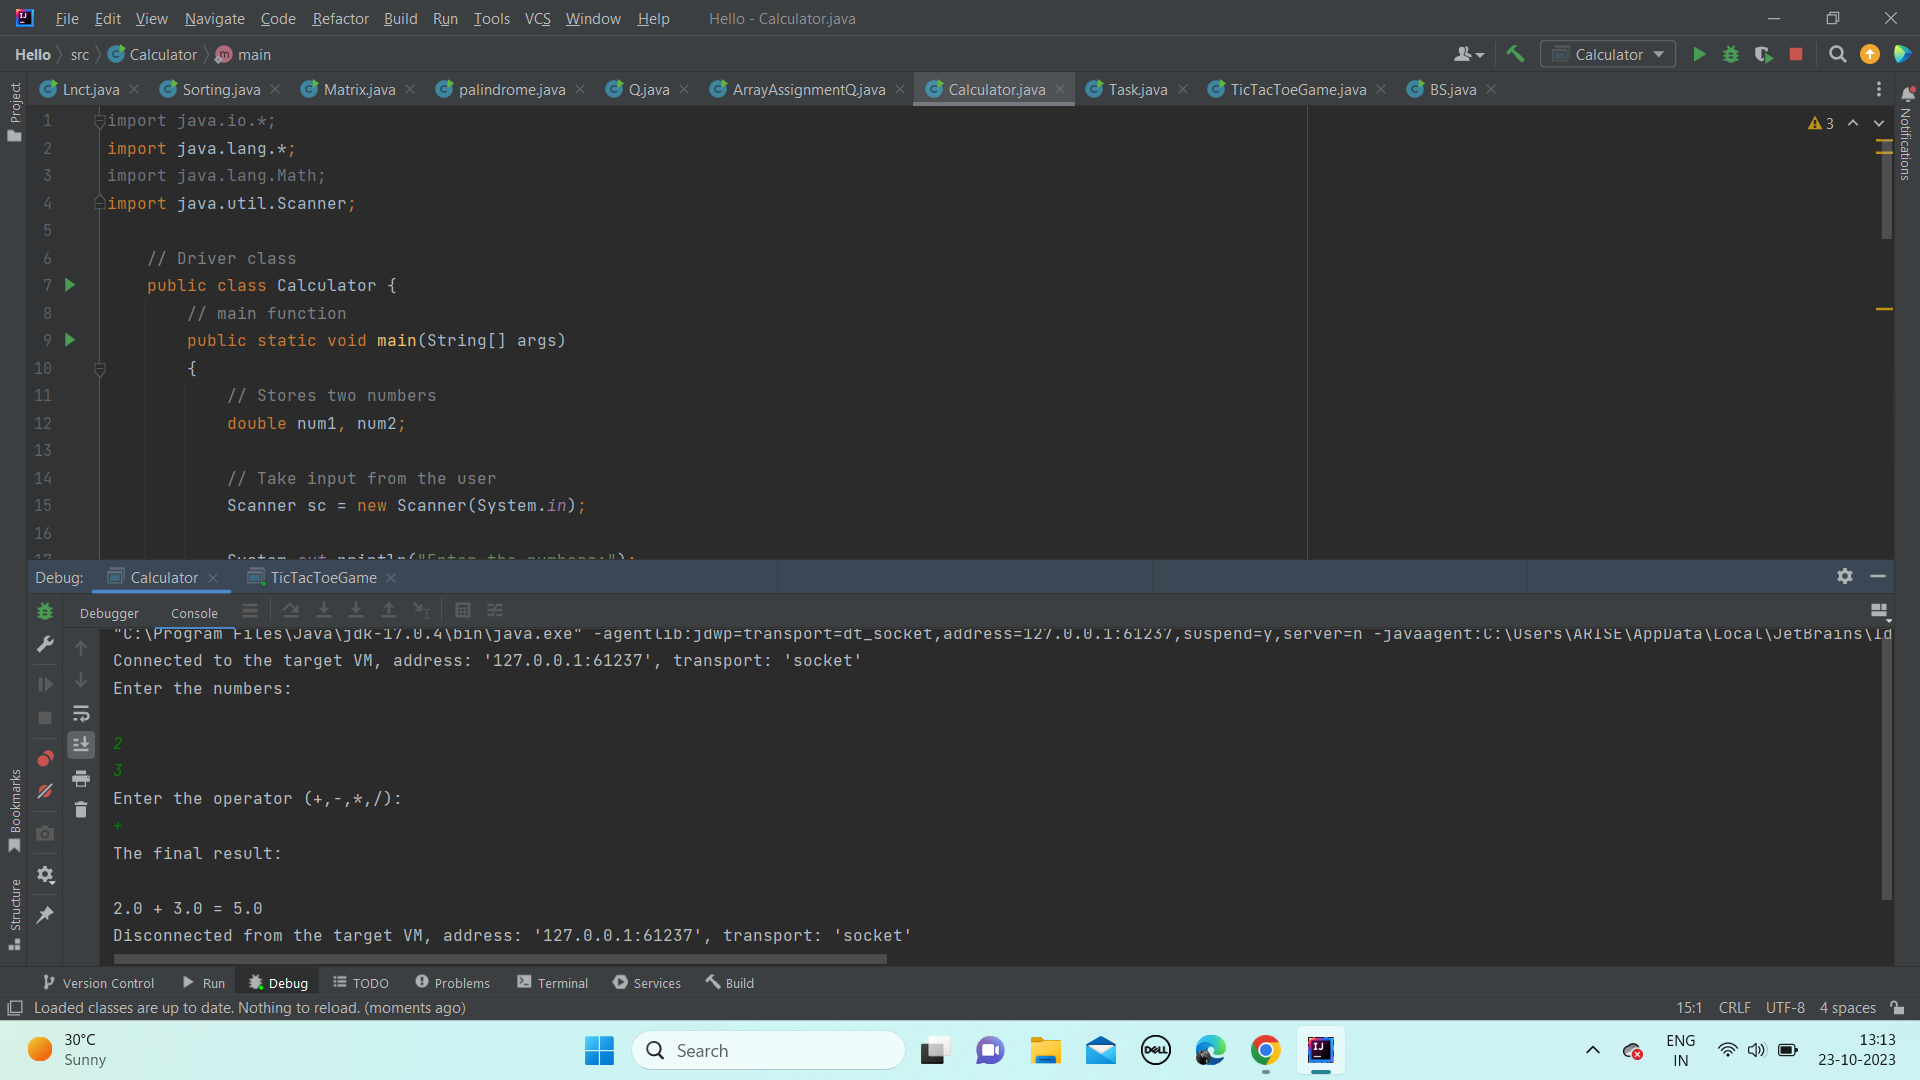 File Edit View Navigate Code Refactor Build Run Tools VCS Window Help Hello - Calculator.java
Hello src Calculator main Calculator
Lnct.java Sorting.java Matrix.java palindrome.java Q.java ArrayAssignmentQ.java Calculator.java Task.java TicTacToeGame.java BS.java
Project
Notifications
3
1 import java.io.*;
2 import java.lang.*;
3 import java.lang.Math;
4 import java.util.Scanner;
5
6 // Driver class
7 public class Calculator {
8 // main function
9 public static void main(String[] args)
10 {
11 // Stores two numbers
12 double num1, num2;
13
14 // Take input from the user
15 Scanner sc = new Scanner(System.in);
16
17 System.out.println("Enter the numbers:");
Debug: Calculator TicTacToeGame
Debugger Console
"C:\Program Files\Java\jdk-17.0.4\bin\java.exe" -agentlib:jdwp=transport=dt_socket,address=127.0.0.1:61237,suspend=y,server=n -javaagent:C:\Users\ARISE\AppData\Local\JetBrains\Id
Connected to the target VM, address: '127.0.0.1:61237', transport: 'socket'
Enter the numbers:
2
3
Enter the operator (+,-,*,/):
+
The final result:
2.0 + 3.0 = 5.0
Disconnected from the target VM, address: '127.0.0.1:61237', transport: 'socket'
Bookmarks
Structure
Version Control Run Debug TODO Problems Terminal Services Build
Loaded classes are up to date. Nothing to reload. (moments ago) 15:1 CRLF UTF-8 4 spaces
30°C
Sunny
Search
DELL
IJ
ENG
IN
13:13
23-10-2023